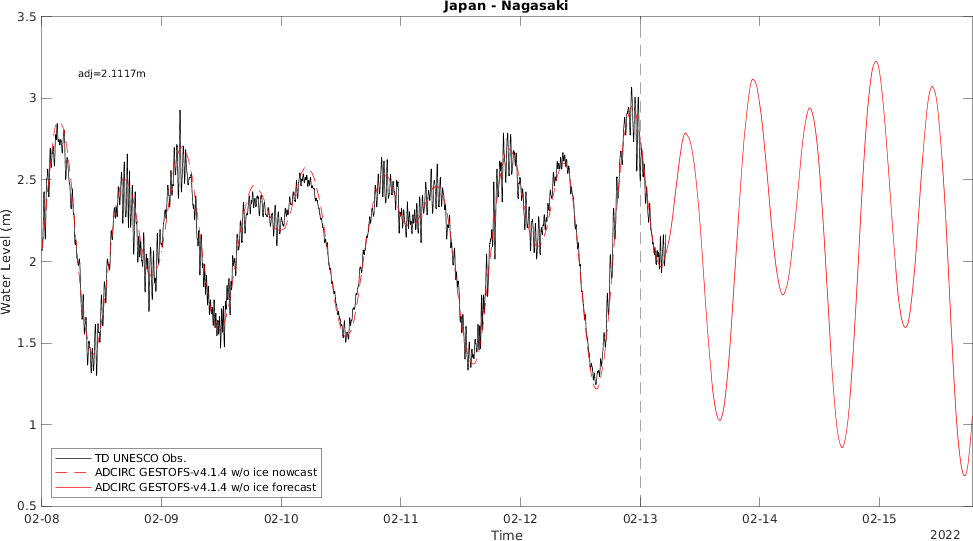 Japan - Nagasaki
3.5
adj=2.1117m
3
2.5
2
1.5
1
0.5
Water Level (m)
TD UNESCO Obs.
ADCIRC GESTOFS-v4.1.4 w/o ice nowcast
ADCIRC GESTOFS-v4.1.4 w/o ice forecast
02-08 02-09 02-10 02-11 02-12 02-13 02-14 02-15
Time
2022